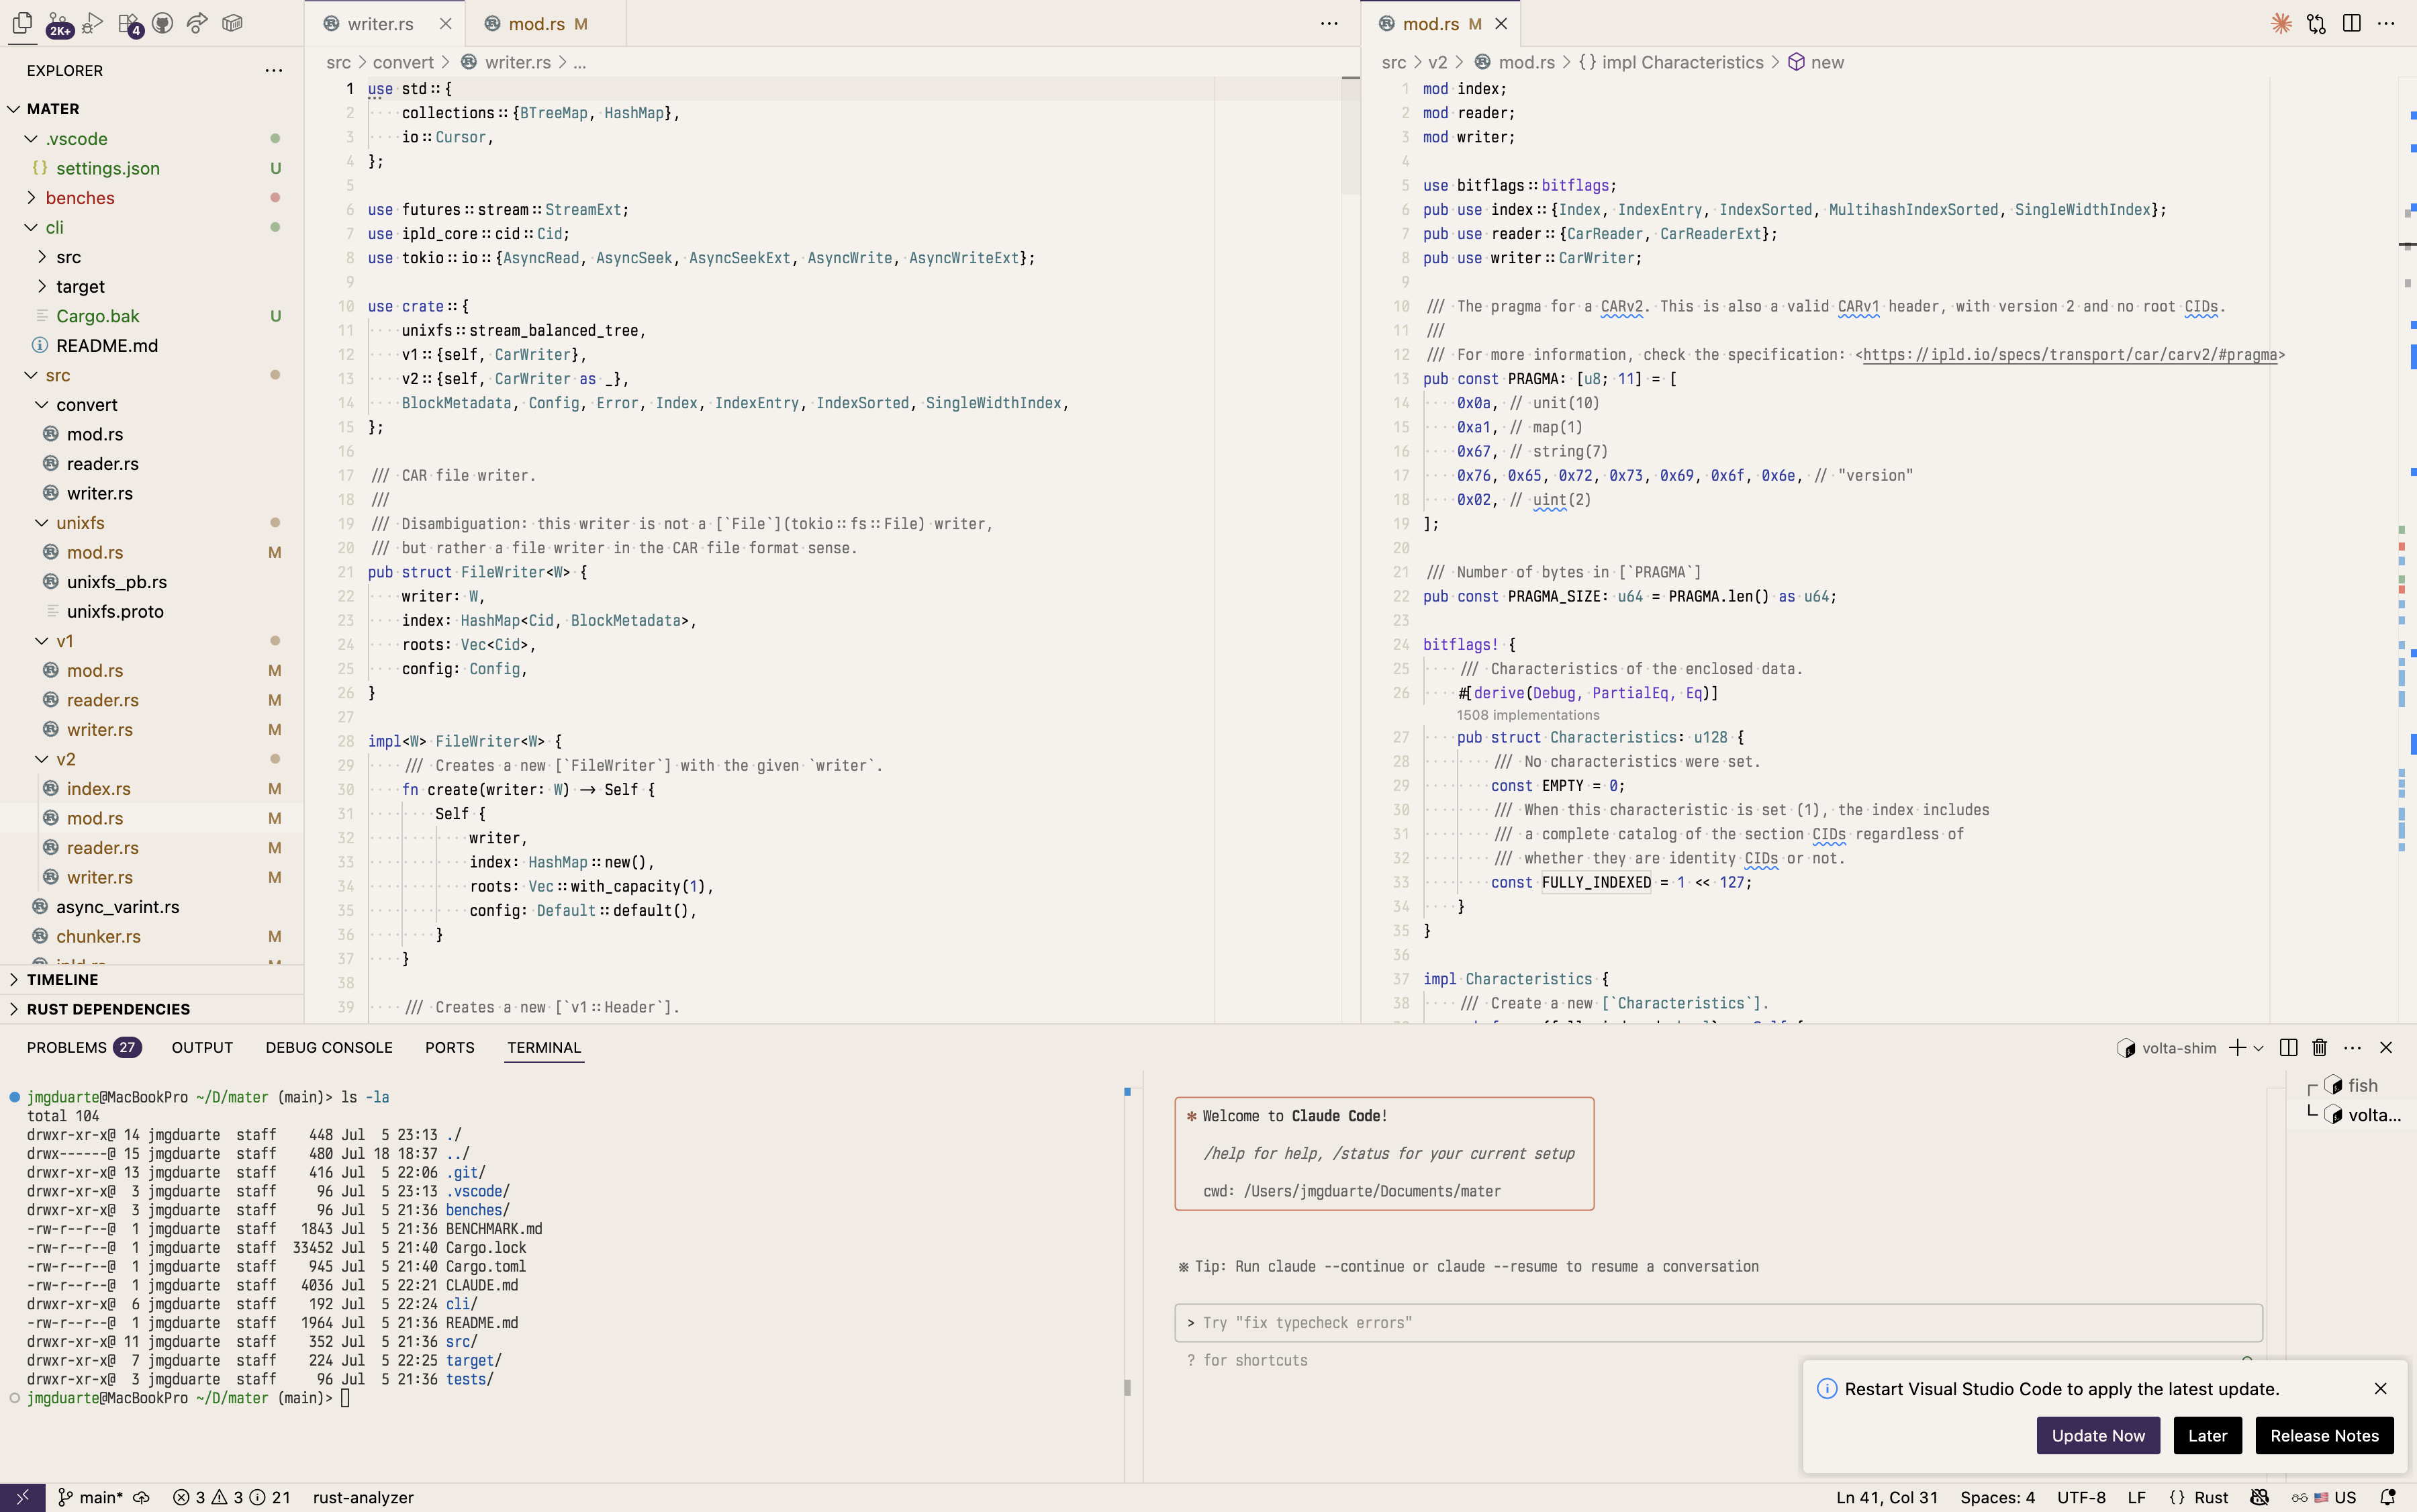 2K+
4
EXPLORER
MATER
.vscode
settings.json U
benches
cli
src
target
Cargo.bak U
README.md
src
convert
mod.rs
reader.rs
writer.rs
unixfs
mod.rs M
unixfs_pb.rs
unixfs.proto
v1
mod.rs M
reader.rs M
writer.rs M
v2
index.rs M
mod.rs M
reader.rs M
writer.rs M
async_varint.rs
chunker.rs M
TIMELINE
RUST DEPENDENCIES
writer.rs
mod.rs M
src > convert > writer.rs > ...
1 use std::{
2 collections::{BTreeMap, HashMap},
3 io::Cursor,
4 };
5
6 use futures::stream::StreamExt;
7 use ipld_core::cid::Cid;
8 use tokio::io::{AsyncRead, AsyncSeek, AsyncSeekExt, AsyncWrite, AsyncWriteExt};
9
10 use crate::{
11 unixfs::stream_balanced_tree,
12 v1::{self, CarWriter},
13 v2::{self, CarWriter as _},
14 BlockMetadata, Config, Error, Index, IndexEntry, IndexSorted, SingleWidthIndex,
15 };
16
17 /// CAR file writer.
18 ///
19 /// Disambiguation: this writer is not a [`File`](tokio::fs::File) writer,
20 /// but rather a file writer in the CAR file format sense.
21 pub struct FileWriter<W> {
22 writer: W,
23 index: HashMap<Cid, BlockMetadata>,
24 roots: Vec<Cid>,
25 config: Config,
26 }
27
28 impl<W> FileWriter<W> {
29 /// Creates a new [`FileWriter`] with the given `writer`.
30 fn create(writer: W) -> Self {
31 Self {
32 writer,
33 index: HashMap::new(),
34 roots: Vec::with_capacity(1),
35 config: Default::default(),
36 }
37 }
38
39 /// Creates a new [`v1::Header`].
mod.rs M
src > v2 > mod.rs > {} impl Characteristics > new
1 mod index;
2 mod reader;
3 mod writer;
4
5 use bitflags::bitflags;
6 pub use index::{Index, IndexEntry, IndexSorted, MultihashIndexSorted, SingleWidthIndex};
7 pub use reader::{CarReader, CarReaderExt};
8 pub use writer::CarWriter;
9
10 /// The pragma for a CARv2. This is also a valid CARv1 header, with version 2 and no root CIDs.
11 ///
12 /// For more information, check the specification: <https://ipld.io/specs/transport/car/carv2/#pragma>
13 pub const PRAGMA: [u8; 11] = [
14 0x0a, // unit(10)
15 0xa1, // map(1)
16 0x67, // string(7)
17 0x76, 0x65, 0x72, 0x73, 0x69, 0x6f, 0x6e, // "version"
18 0x02, // uint(2)
19 ];
20
21 /// Number of bytes in [`PRAGMA`]
22 pub const PRAGMA_SIZE: u64 = PRAGMA.len() as u64;
23
24 bitflags! {
25 /// Characteristics of the enclosed data.
26 #[derive(Debug, PartialEq, Eq)]
1508 implementations
27 pub struct Characteristics: u128 {
28 /// No characteristics were set.
29 const EMPTY = 0;
30 /// When this characteristic is set (1), the index includes
31 /// a complete catalog of the section CIDs regardless of
32 /// whether they are identity CIDs or not.
33 const FULLY_INDEXED = 1 << 127;
34 }
35 }
36
37 impl Characteristics {
38 /// Create a new [`Characteristics`].
PROBLEMS 27 OUTPUT DEBUG CONSOLE PORTS TERMINAL
volta-shim
jmgduarte@MacBookPro ~/D/mater (main)> ls -la
total 104
drwxr-xr-x@ 14 jmgduarte staff 448 Jul 5 23:13 ./
drwx------@ 15 jmgduarte staff 480 Jul 18 18:37 ../
drwxr-xr-x@ 13 jmgduarte staff 416 Jul 5 22:06 .git/
drwxr-xr-x@ 3 jmgduarte staff 96 Jul 5 23:13 .vscode/
drwxr-xr-x@ 3 jmgduarte staff 96 Jul 5 21:36 benches/
-rw-r--r--@ 1 jmgduarte staff 1843 Jul 5 21:36 BENCHMARK.md
-rw-r--r--@ 1 jmgduarte staff 33452 Jul 5 21:40 Cargo.lock
-rw-r--r--@ 1 jmgduarte staff 945 Jul 5 21:40 Cargo.toml
-rw-r--r--@ 1 jmgduarte staff 4036 Jul 5 22:21 CLAUDE.md
drwxr-xr-x@ 6 jmgduarte staff 192 Jul 5 22:24 cli/
-rw-r--r--@ 1 jmgduarte staff 1964 Jul 5 21:36 README.md
drwxr-xr-x@ 11 jmgduarte staff 352 Jul 5 21:36 src/
drwxr-xr-x@ 7 jmgduarte staff 224 Jul 5 22:25 target/
drwxr-xr-x@ 3 jmgduarte staff 96 Jul 5 21:36 tests/
jmgduarte@MacBookPro ~/D/mater (main)>
* Welcome to Claude Code!
/help for help, /status for your current setup
cwd: /Users/jmgduarte/Documents/mater
※ Tip: Run claude --continue or claude --resume to resume a conversation
> Try "fix typecheck errors"
? for shortcuts
fish
volta...
Restart Visual Studio Code to apply the latest update.
Update Now Later Release Notes
main* 3 3 21 rust-analyzer
Ln 41, Col 31 Spaces: 4 UTF-8 LF {} Rust US